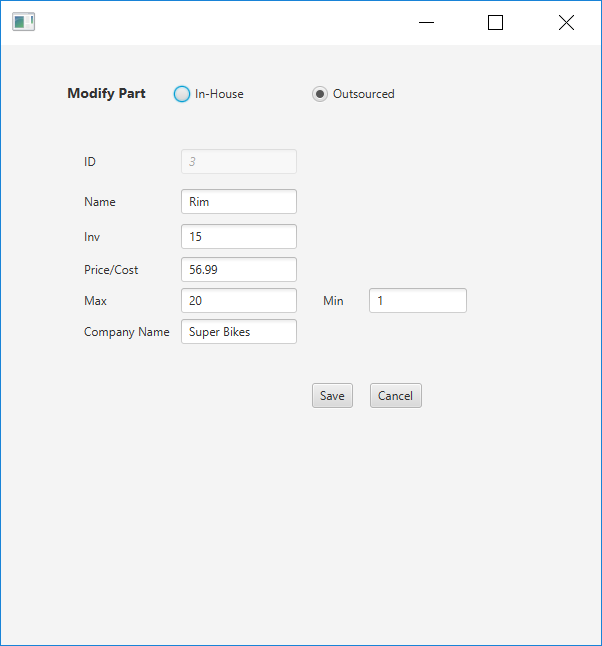 Modify Part In-House Outsourced
ID 3
Name Rim
Inv 15
Price/Cost 56.99
Max 20 Min 1
Company Name Super Bikes
Save Cancel